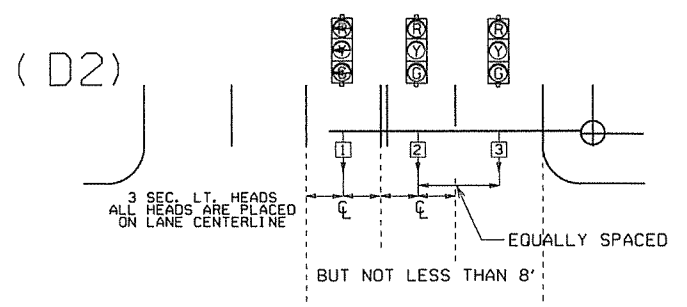 R R R
(D2) Y Y Y
G G G
1 2 3
3 SEC. LT. HEADS
ALL HEADS ARE PLACED
ON LANE CENTERLINE
℄ ℄
EQUALLY SPACED
BUT NOT LESS THAN 8'